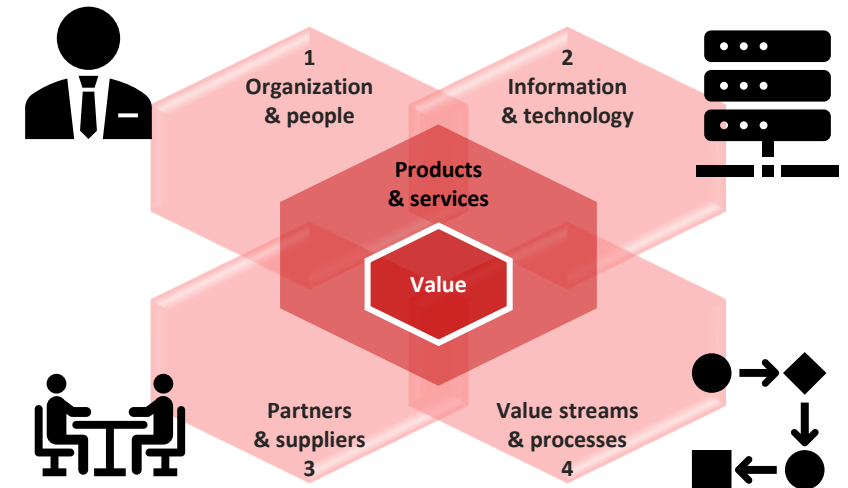 1
Organization
& people
2
Information
& technology
Products
& services
Value
Partners
& suppliers
3
Value streams
& processes
4